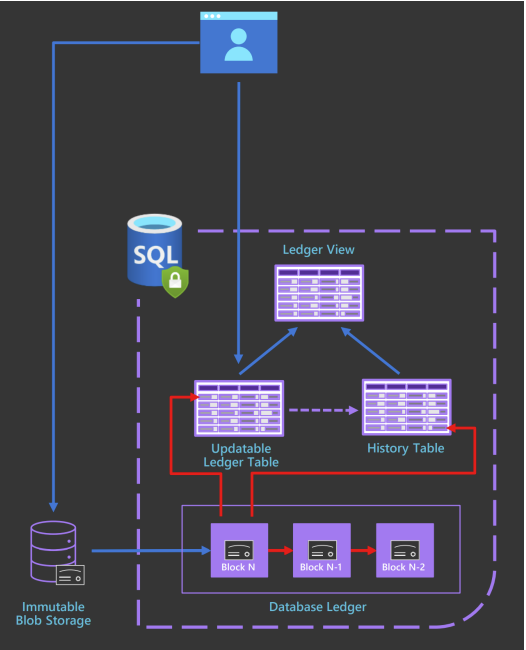 SQL
Ledger View
Updatable
Ledger Table
History Table
Block N
Block N-1
Block N-2
Immutable
Blob Storage
Database Ledger